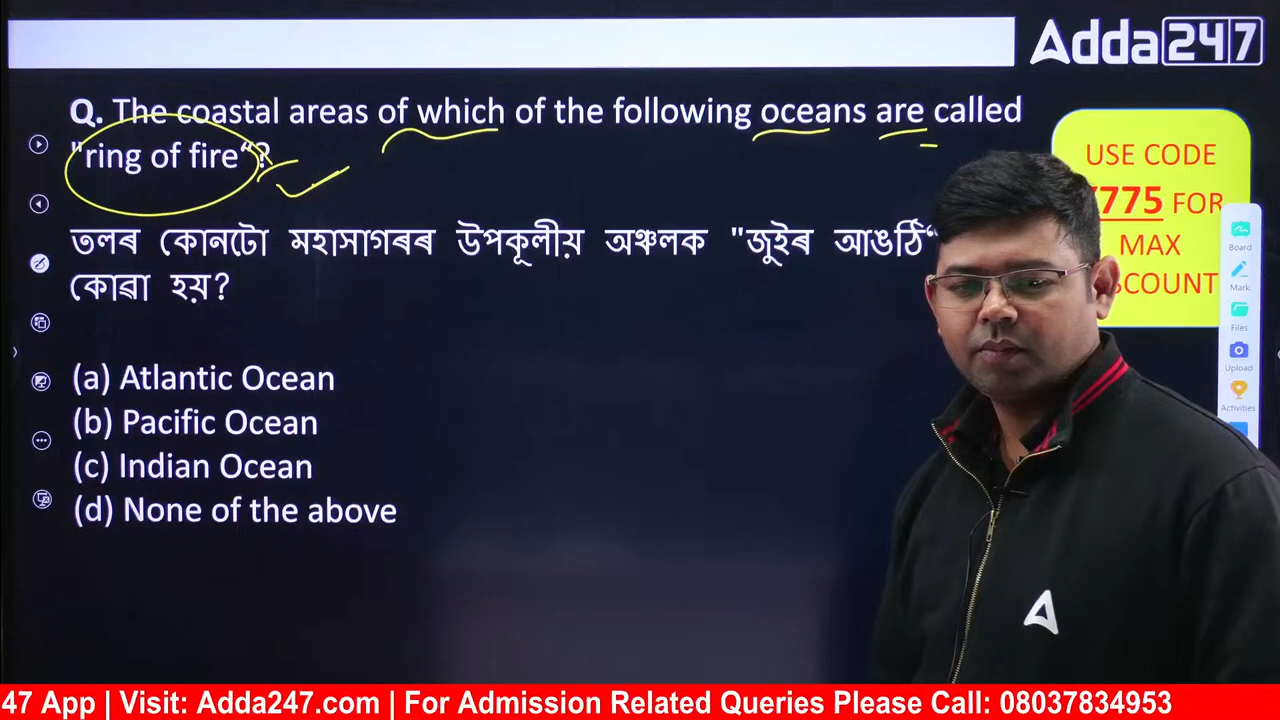 Adda247
Q. The coastal areas of which of the following oceans are called
"ring of fire“?
তলৰ কোনটো মহাসাগৰৰ উপকূলীয় অঞ্চলক "জুইৰ আঙঠি“
কোৱা হয়?
(a) Atlantic Ocean
(b) Pacific Ocean
(c) Indian Ocean
(d) None of the above
USE CODE
775 FOR
MAX
SCOUNT
Board
Mark
Files
Upload
Activities
47 App | Visit: Adda247.com | For Admission Related Queries Please Call: 08037834953